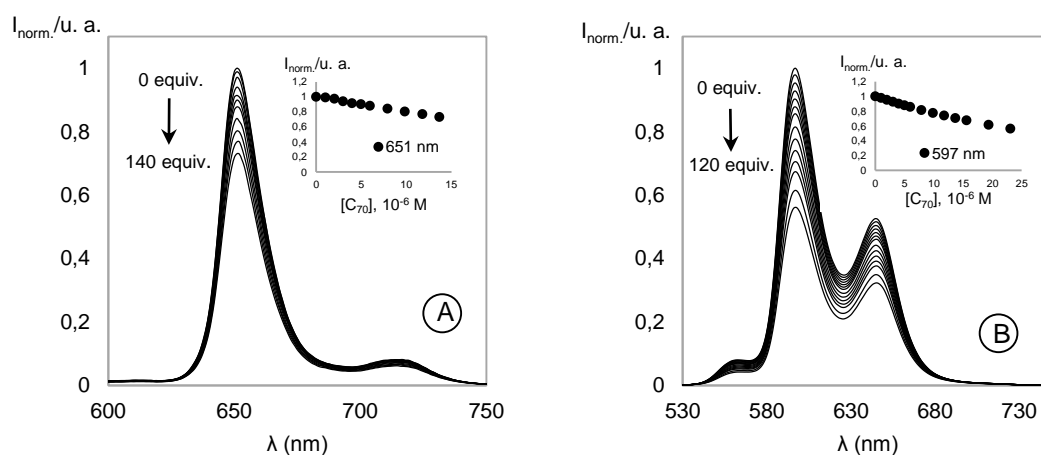 I_norm./u. a.
1
0,8
0,6
0,4
0,2
0
600
650
700
750
λ (nm)
0 equiv.
140 equiv.
A
I_norm./u. a.
1,2
1
0,8
0,6
0,4
0,2
0
0
5
10
15
651 nm
[C₇₀], 10⁻⁶ M
I_norm./u. a.
1
0,8
0,6
0,4
0,2
0
530
580
630
680
730
λ (nm)
0 equiv.
120 equiv.
B
I_norm./u. a.
1,2
1
0,8
0,6
0,4
0,2
0
0
5
10
15
20
25
597 nm
[C₇₀], 10⁻⁶ M